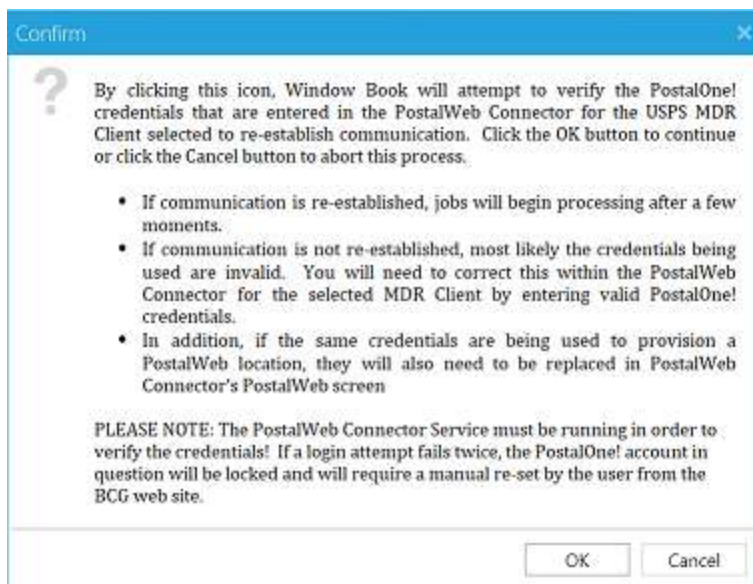 Confirm
By clicking this icon, Window Book will attempt to verify the PostalOne!
credentials that are entered in the PostalWeb Connector for the USPS MDR
Client selected to re-establish communication. Click the OK button to continue
or click the Cancel button to abort this process.
• If communication is re-established, jobs will begin processing after a few
moments.
• If communication is not re-established, most likely the credentials being
used are invalid. You will need to correct this within the PostalWeb
Connector for the selected MDR Client by entering valid PostalOne!
credentials.
• In addition, if the same credentials are being used to provision a
PostalWeb location, they will also need to be replaced in PostalWeb
Connector's PostalWeb screen
PLEASE NOTE: The PostalWeb Connector Service must be running in order to
verify the credentials! If a login attempt fails twice, the PostalOne! account in
question will be locked and will require a manual re-set by the user from the
BCG web site.
OK Cancel